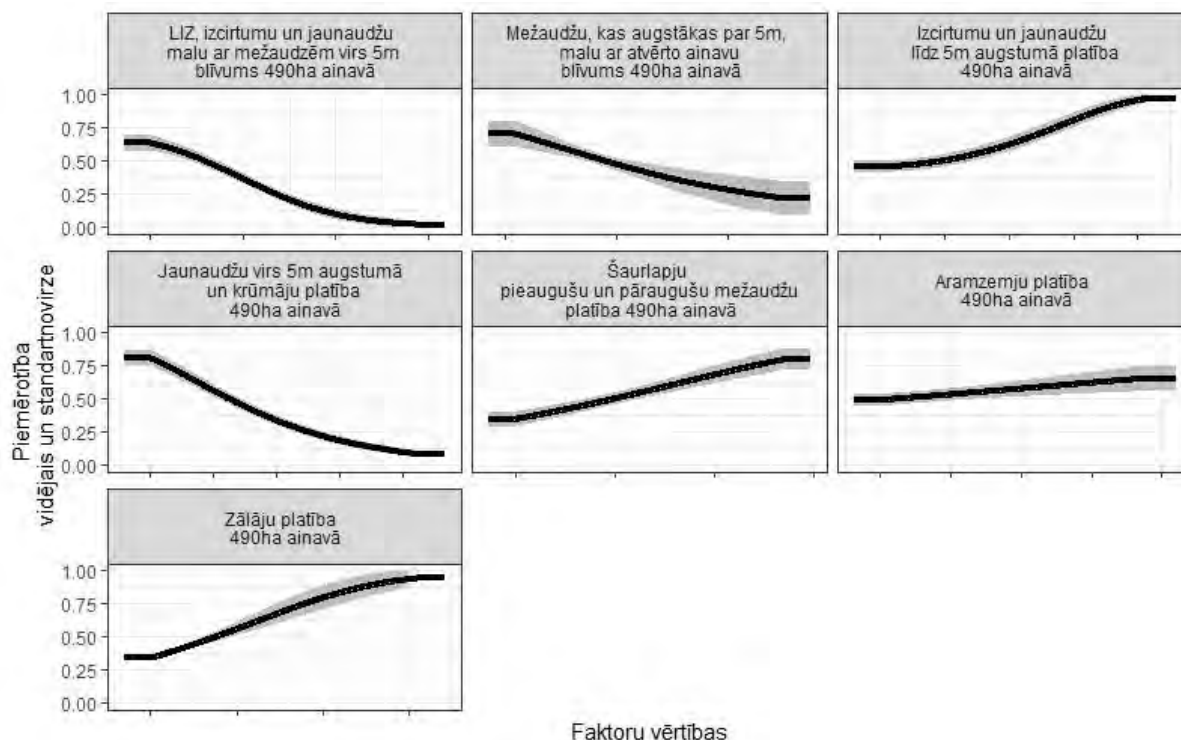 LIZ, izcirtumu un jaunaudžu
malu ar mežaudzēm virs 5m
blīvums 490ha ainavā
Mežaudžu, kas augstākas par 5m,
malu ar atvērto ainavu
blīvums 490ha ainavā
Izcirtumu un jaunaudžu
līdz 5m augstumā platība
490ha ainavā
1.00
0.75
0.50
0.25
0.00
Jaunaudžu virs 5m augstumā
un krūmāju platība
490ha ainavā
Šaurlapju
pieaugušu un pāraugušu mežaudžu
platība 490ha ainavā
Aramzemju platība
490ha ainavā
1.00
0.75
0.50
0.25
0.00
Piemērotība
vidējais un standartnovirze
Zālāju platība
490ha ainavā
1.00
0.75
0.50
0.25
0.00
Faktoru vērtības